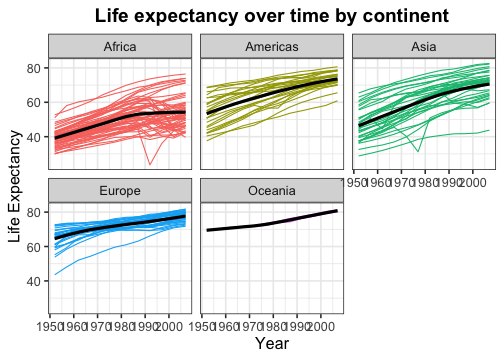 Life expectancy over time by continent
Africa Americas Asia
80
60
40
1950 1960 1970 1980 1990 2000
Europe Oceania
80
60
40
1950 1960 1970 1980 1990 2000 1950 1960 1970 1980 1990 2000
Life Expectancy
Year